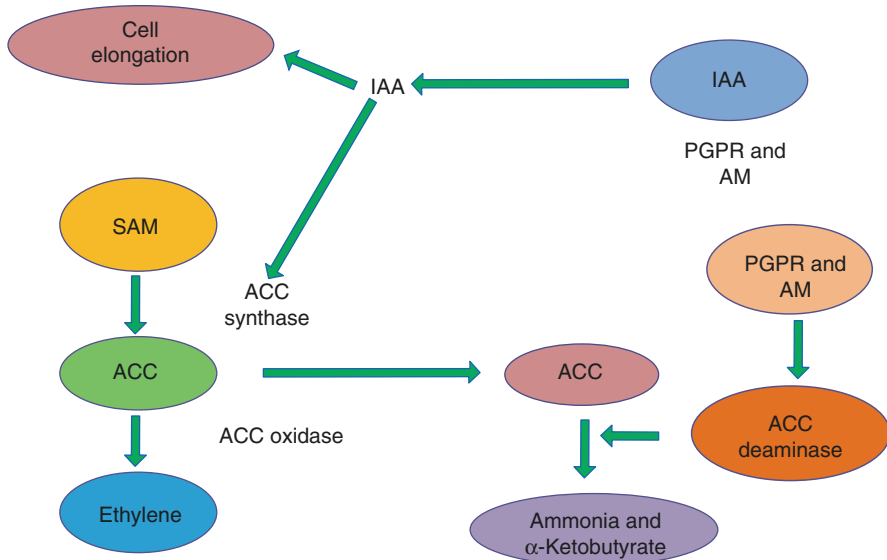 Cell
elongation
IAA
IAA
PGPR and
AM
SAM
PGPR and
AM
ACC
synthase
ACC
ACC
ACC oxidase
ACC
deaminase
Ethylene
Ammonia and
α-Ketobutyrate